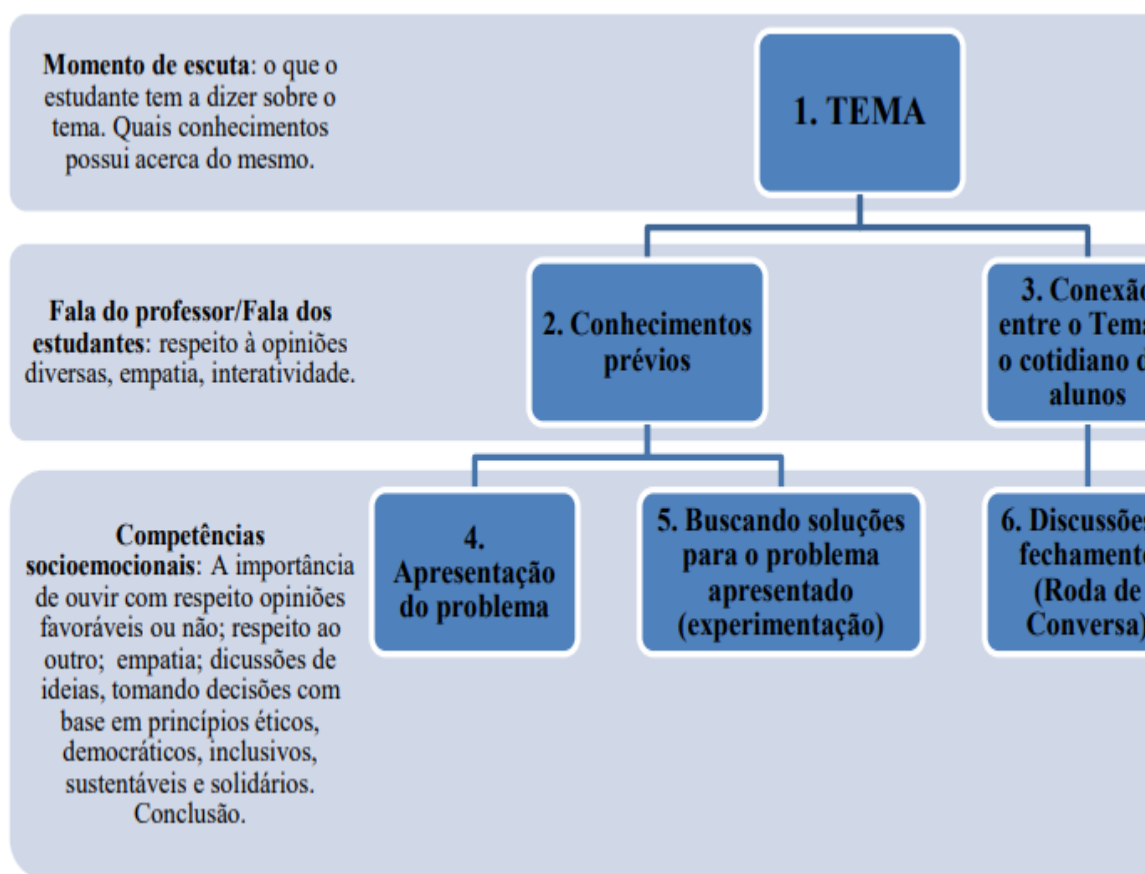 Momento de escuta: o que o
estudante tem a dizer sobre o
tema. Quais conhecimentos
possui acerca do mesmo.
1. TEMA
Fala do professor/Fala dos
estudantes: respeito à opiniões
diversas, empatia, interatividade.
2. Conhecimentos
prévios
3. Conexão
entre o Tema
o cotidiano d
alunos
Competências
socioemocionais: A importância
de ouvir com respeito opiniões
favoráveis ou não; respeito ao
outro; empatia; dicussões de
ideias, tomando decisões com
base em princípios éticos,
democráticos, inclusivos,
sustentáveis e solidários.
Conclusão.
4.
Apresentação
do problema
5. Buscando soluções
para o problema
apresentado
(experimentação)
6. Discussões
fechamento
(Roda de
Conversa)